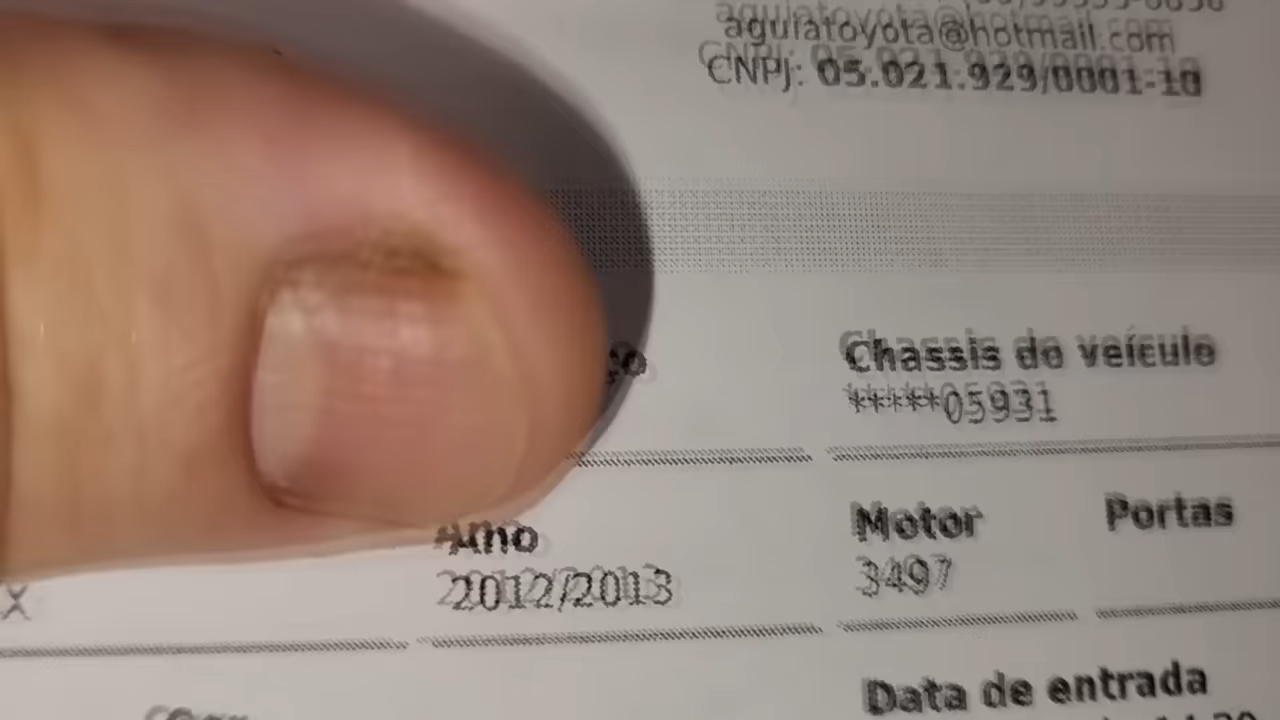 aguiatoyota@hotmail.com
CNPJ: 05.021.929/0001-10
Chassis do veículo
*****05931
Ano
2012/2013
Motor
3497
Portas
X
Data de entrada